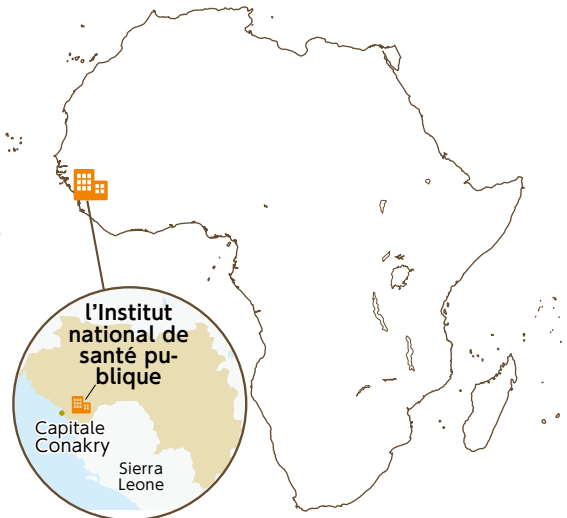 l'Institut
national de
santé pu-
blique
Capitale
Conakry
Sierra
Leone